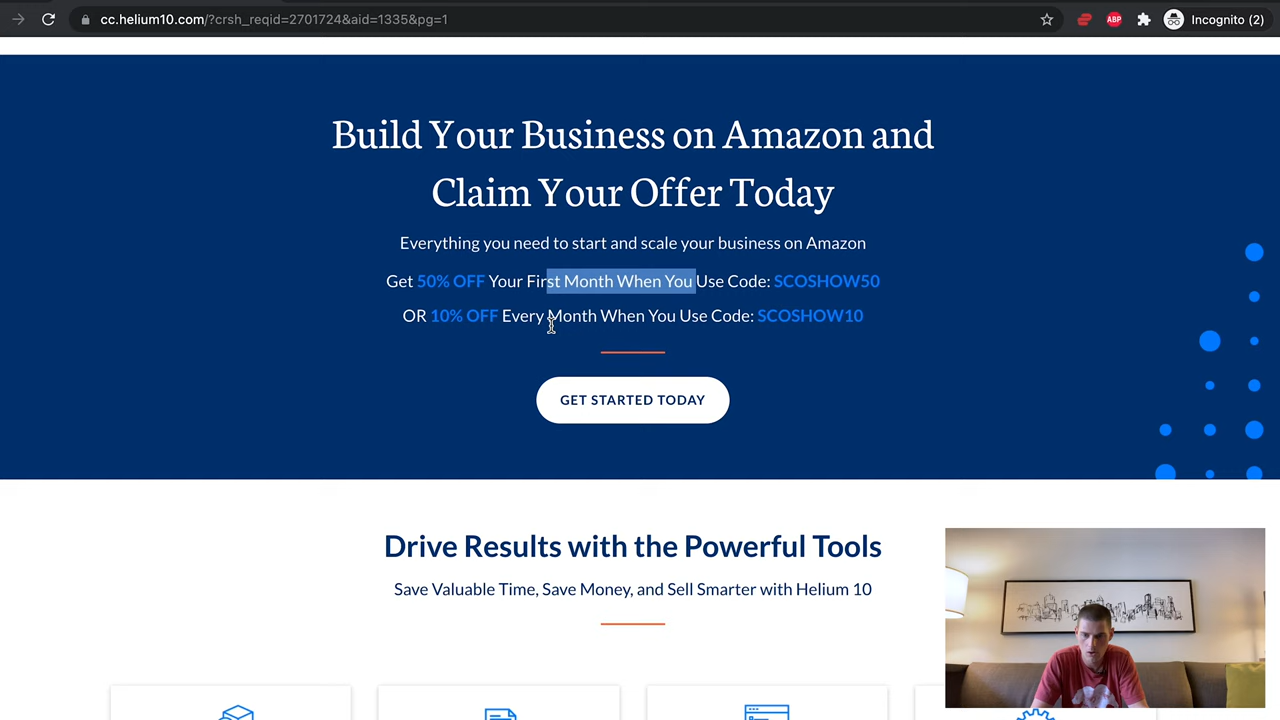 cc.helium10.com/?crsh_reqid=2701724&aid=1335&pg=1
ABP
Incognito (2)
Build Your Business on Amazon and
Claim Your Offer Today
Everything you need to start and scale your business on Amazon
Get 50% OFF Your First Month When You Use Code: SCOSHOW50
OR 10% OFF Every Month When You Use Code: SCOSHOW10
GET STARTED TODAY
Drive Results with the Powerful Tools
Save Valuable Time, Save Money, and Sell Smarter with Helium 10